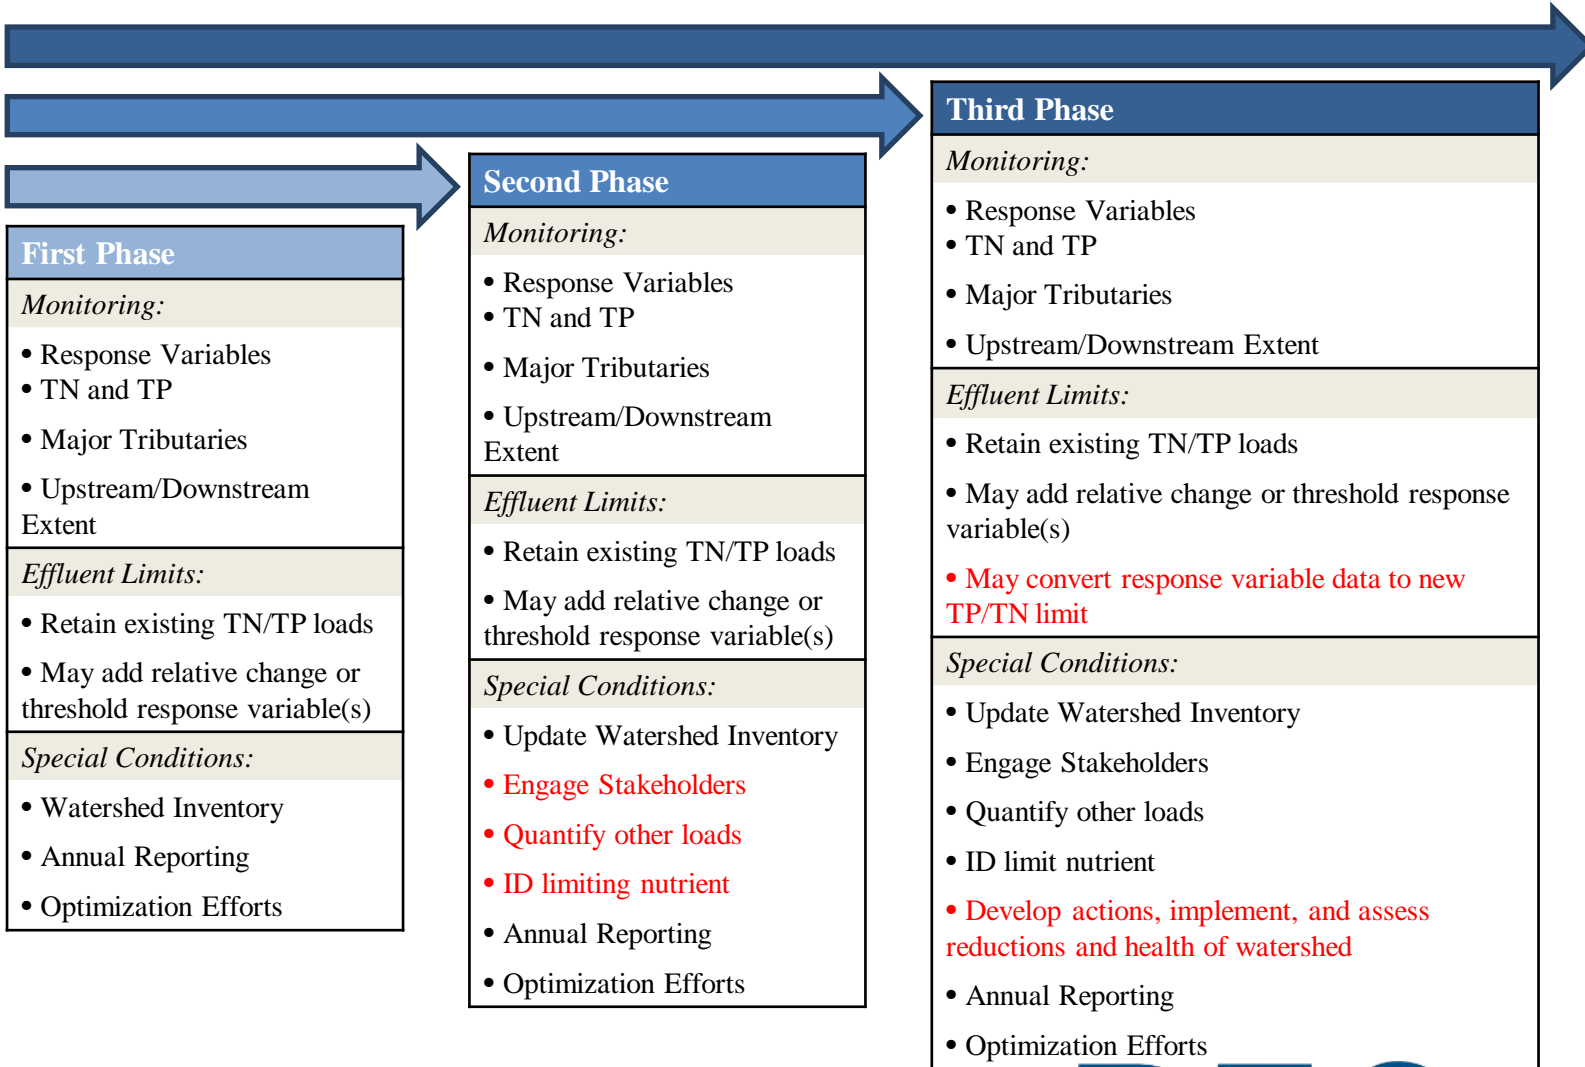 First Phase
Monitoring:
• Response Variables
• TN and TP
• Major Tributaries
• Upstream/Downstream
Extent
Effluent Limits:
• Retain existing TN/TP loads
• May add relative change or
threshold response variable(s)
Special Conditions:
• Watershed Inventory
• Annual Reporting
• Optimization Efforts
Second Phase
Monitoring:
• Response Variables
• TN and TP
• Major Tributaries
• Upstream/Downstream
Extent
Effluent Limits:
• Retain existing TN/TP loads
• May add relative change or
threshold response variable(s)
Special Conditions:
• Update Watershed Inventory
• Engage Stakeholders
• Quantify other loads
• ID limiting nutrient
• Annual Reporting
• Optimization Efforts
Third Phase
Monitoring:
• Response Variables
• TN and TP
• Major Tributaries
• Upstream/Downstream Extent
Effluent Limits:
• Retain existing TN/TP loads
• May add relative change or threshold response
variable(s)
• May convert response variable data to new
TP/TN limit
Special Conditions:
• Update Watershed Inventory
• Engage Stakeholders
• Quantify other loads
• ID limit nutrient
• Develop actions, implement, and assess
reductions and health of watershed
• Annual Reporting
• Optimization Efforts